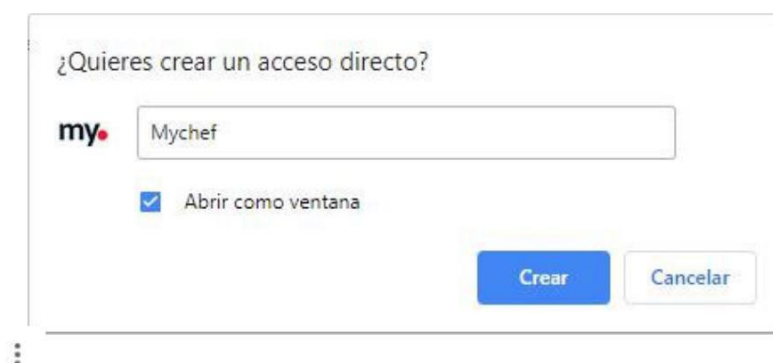 ¿Quieres crear un acceso directo?
my.
Mychef
Abrir como ventana
Crear
Cancelar